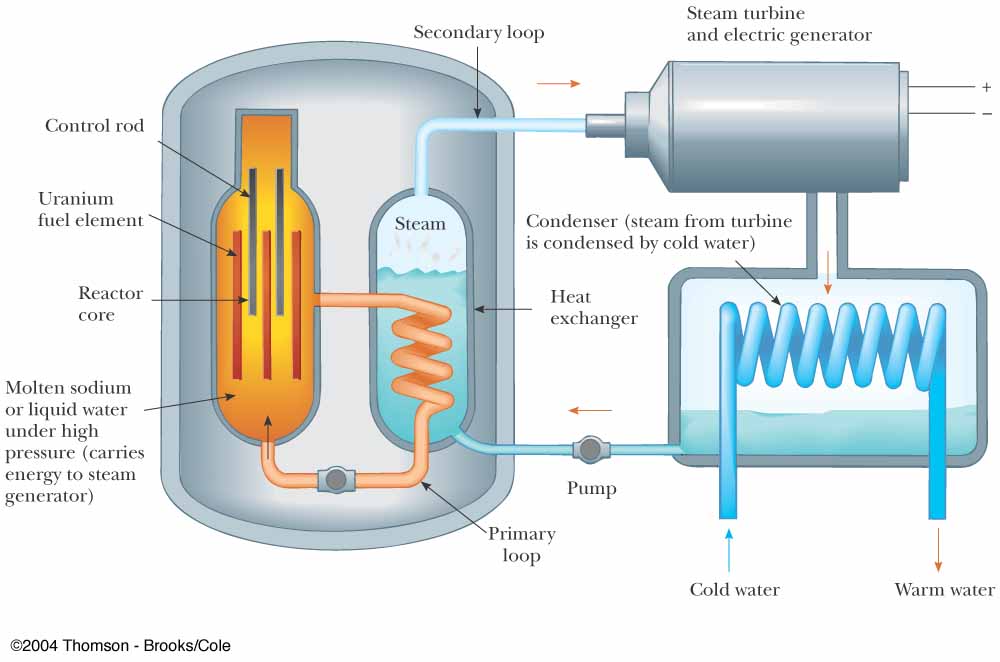 Steam turbine
and electric generator
Secondary loop
+
–
Control rod
Uranium
fuel element
Steam
Condenser (steam from turbine
is condensed by cold water)
Reactor
core
Heat
exchanger
Molten sodium
or liquid water
under high
pressure (carries
energy to steam
generator)
Pump
Primary
loop
Cold water
Warm water
©2004 Thomson - Brooks/Cole